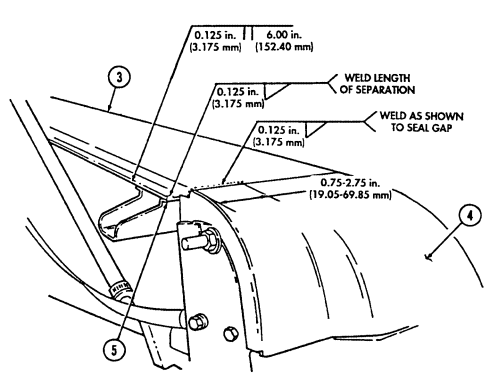 0.125 in. 6.00 in.
(3.175 mm) (152.40 mm)
3
0.125 in.
(3.175 mm)
WELD LENGTH
OF SEPARATION
0.125 in.
(3.175 mm)
WELD AS SHOWN
TO SEAL GAP
0.75-2.75 in.
(19.05-69.85 mm)
4
5